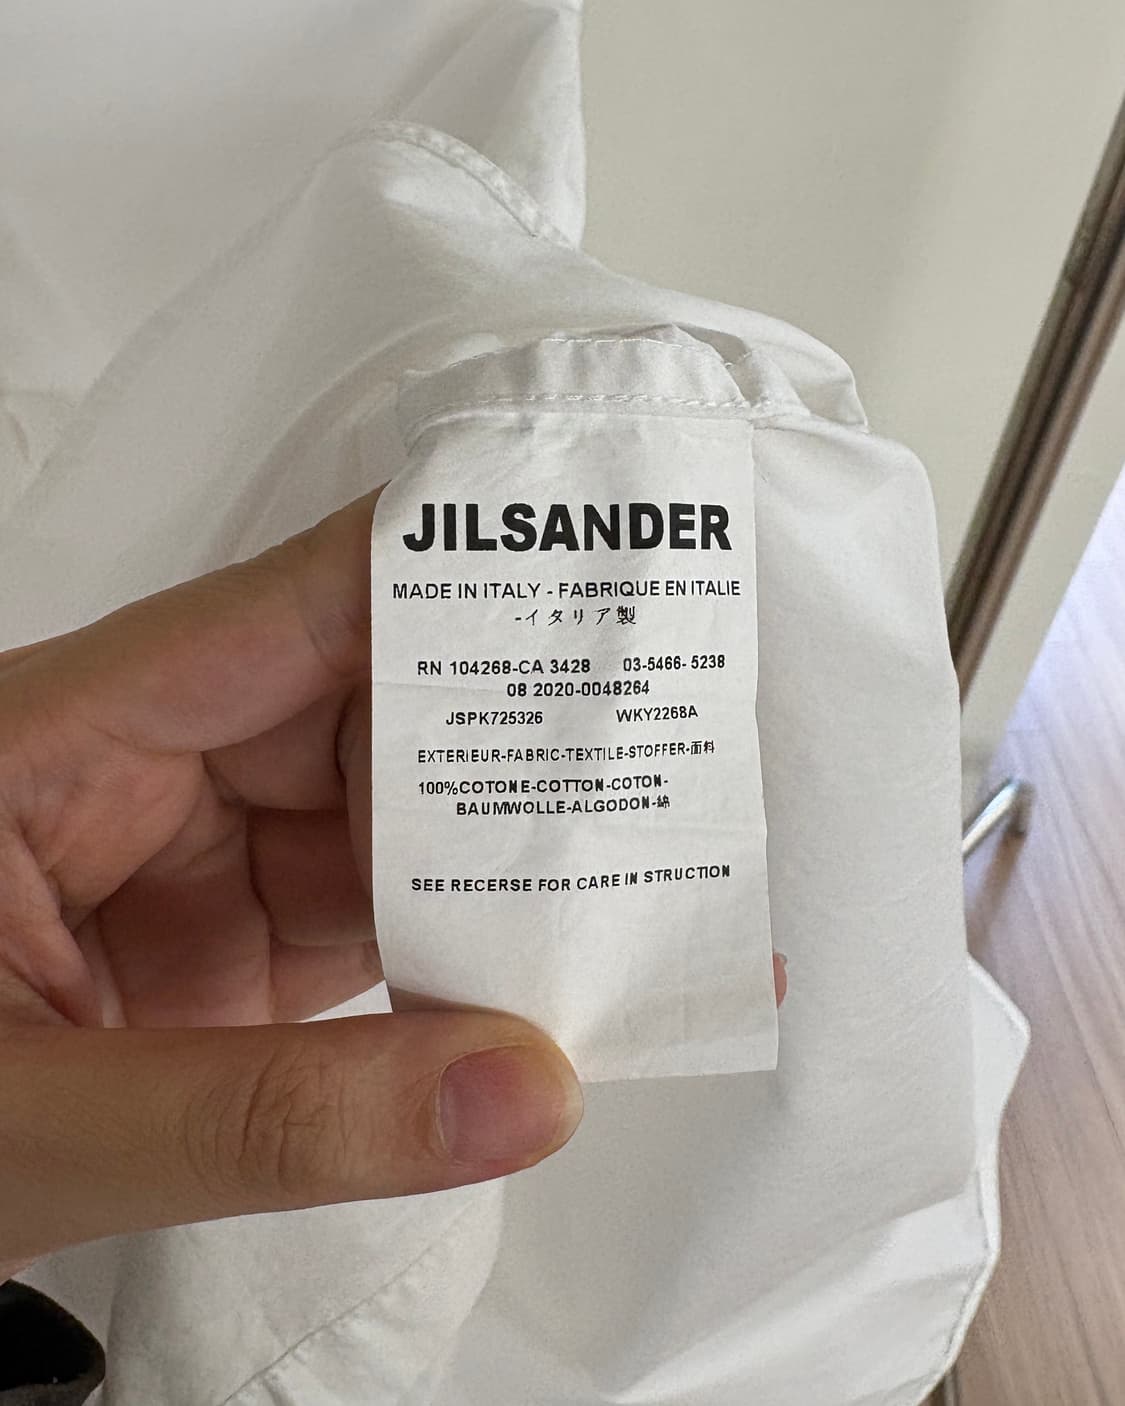 JILSANDER
MADE IN ITALY - FABRIQUE EN ITALIE
-イタリア製
RN 104268-CA 3428 03-5466- 5238
08 2020-0048264
JSPK725326 WKY2268A
EXTERIEUR-FABRIC-TEXTILE-STOFFER-面料
100%COTONE-COTTON-COTON-
BAUMWOLLE-ALGODON-綿
SEE RECERSE FOR CARE IN STRUCTION